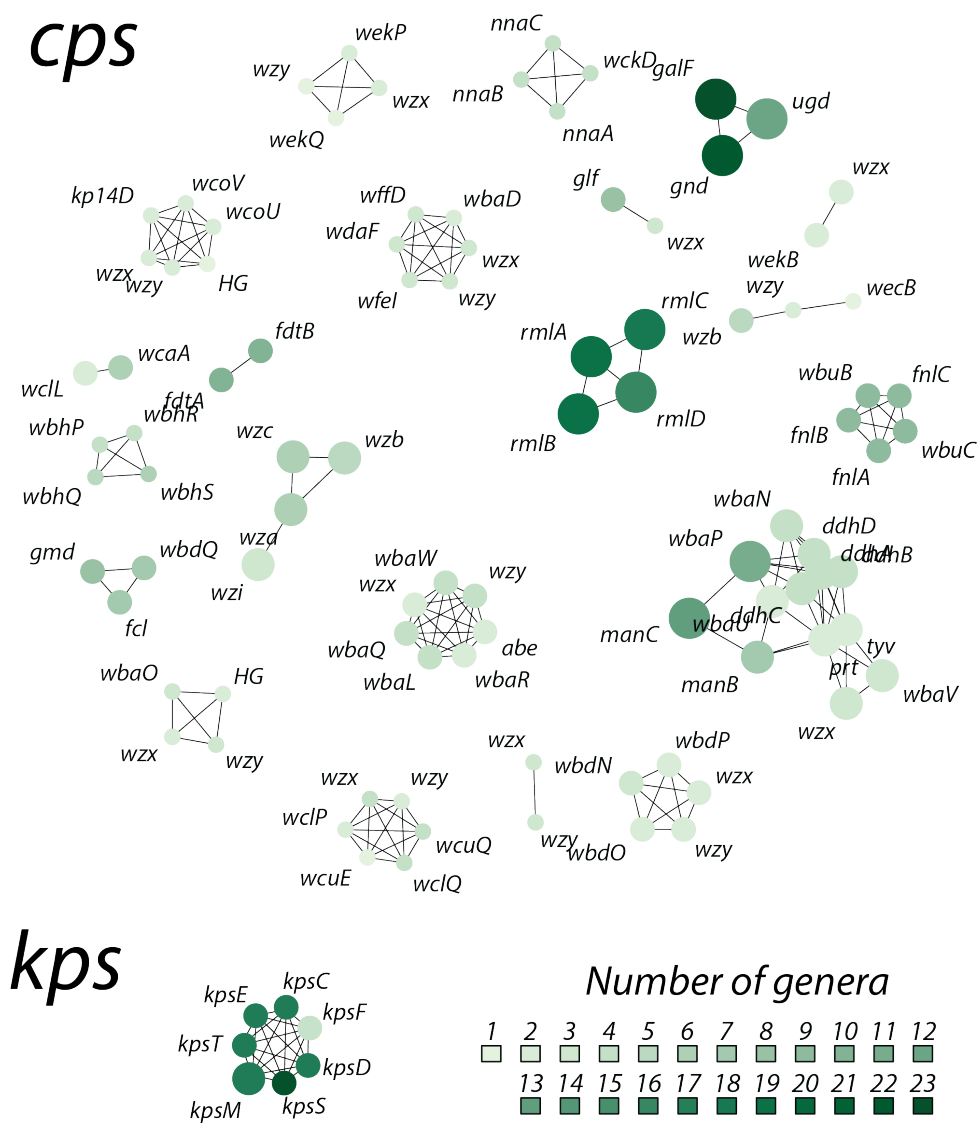 cps
wekP
wzy
wzx
wekQ
nnaC
wckD
nnaB
nnaA
galF
ugd
gnd
kp14D
wcoV
wcoU
wzx
wzy
HG
wffD
wbaD
wdaF
wzx
wfeI
wzy
glf
wzx
wzx
wekB
wzy
wecB
wzb
rmlC
rmlA
rmlD
rmlB
wcaA
wclL
fdtB
fdtA
wbhR
wbhP
wbhQ
wbhS
wzc
wzb
wza
wzi
wbuB
fnlC
fnlB
wbuC
fnlA
gmd
wbdQ
fcl
wbaW
wzy
wzx
wbaQ
abe
wbaL
wbaR
wbaN
ddhD
wbaP
ddhA
ddhB
ddhC
wbaU
manC
manB
tyv
prt
wbaV
wzx
wbaO
HG
wzx
wzy
wzx
wzy
wclP
wcuQ
wcuE
wclQ
wzx
wzy
wbdP
wbdN
wzx
wbdO
wzy
kps
kpsC
kpsE
kpsF
kpsT
kpsD
kpsM
kpsS
Number of genera
1 2 3 4 5 6 7 8 9 10 11 12
13 14 15 16 17 18 19 20 21 22 23